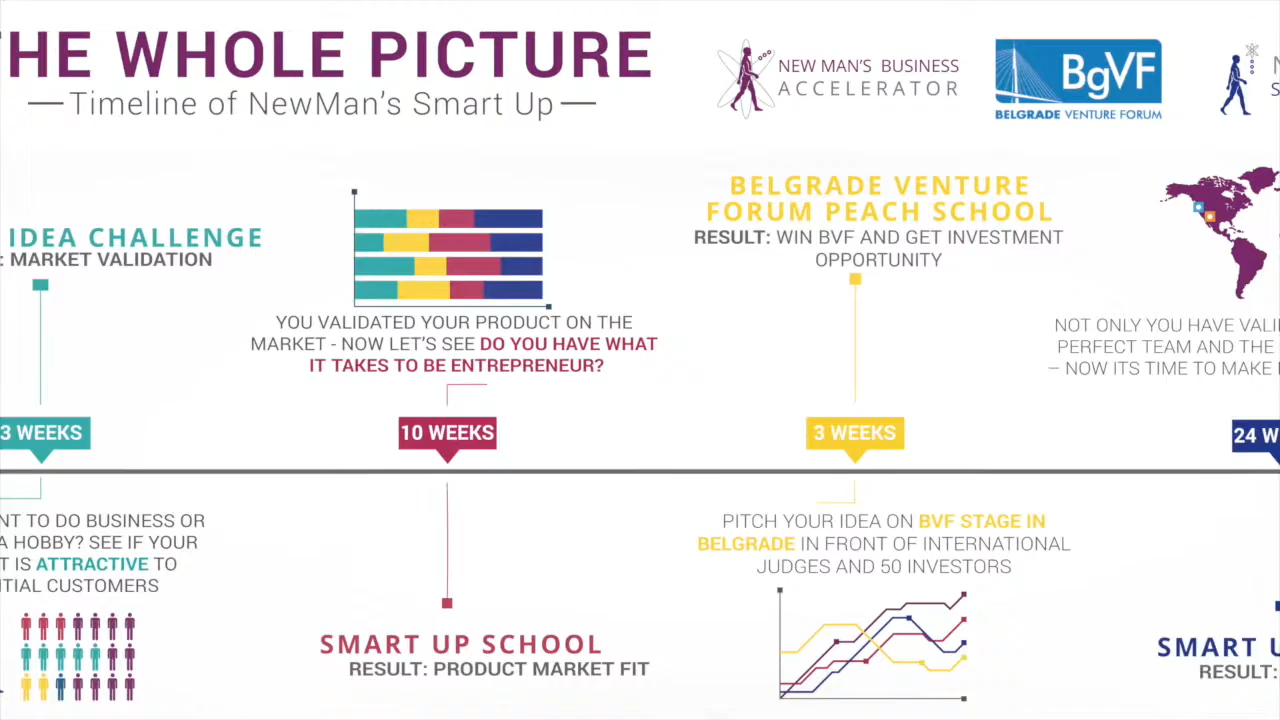 HE WHOLE PICTURE
Timeline of NewMan's Smart Up
NEW MAN'S BUSINESS
ACCELERATOR
BgVF
BELGRADE VENTURE FORUM
IDEA CHALLENGE
: MARKET VALIDATION
YOU VALIDATED YOUR PRODUCT ON THE
MARKET - NOW LET'S SEE DO YOU HAVE WHAT
IT TAKES TO BE ENTREPRENEUR?
BELGRADE VENTURE
FORUM PEACH SCHOOL
RESULT: WIN BVF AND GET INVESTMENT
OPPORTUNITY
NOT ONLY YOU HAVE VALI
PERFECT TEAM AND THE
– NOW ITS TIME TO MAKE
3 WEEKS
10 WEEKS
3 WEEKS
24 W
NT TO DO BUSINESS OR
A HOBBY? SEE IF YOUR
T IS ATTRACTIVE TO
NTIAL CUSTOMERS
SMART UP SCHOOL
RESULT: PRODUCT MARKET FIT
PITCH YOUR IDEA ON BVF STAGE IN
BELGRADE IN FRONT OF INTERNATIONAL
JUDGES AND 50 INVESTORS
SMART U
RESULT: